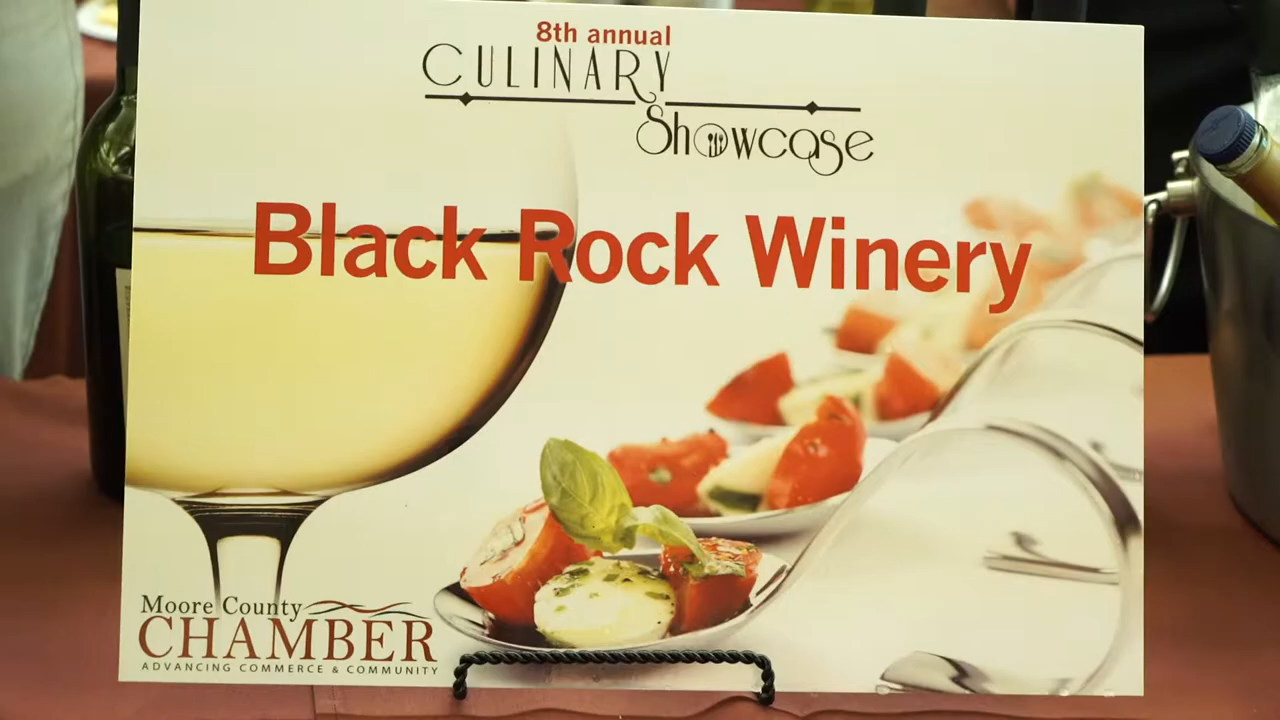 8th annual
CULINARY
Showcase
Black Rock Winery
Moore County
CHAMBER
ADVANCING COMMERCE & COMMUNITY